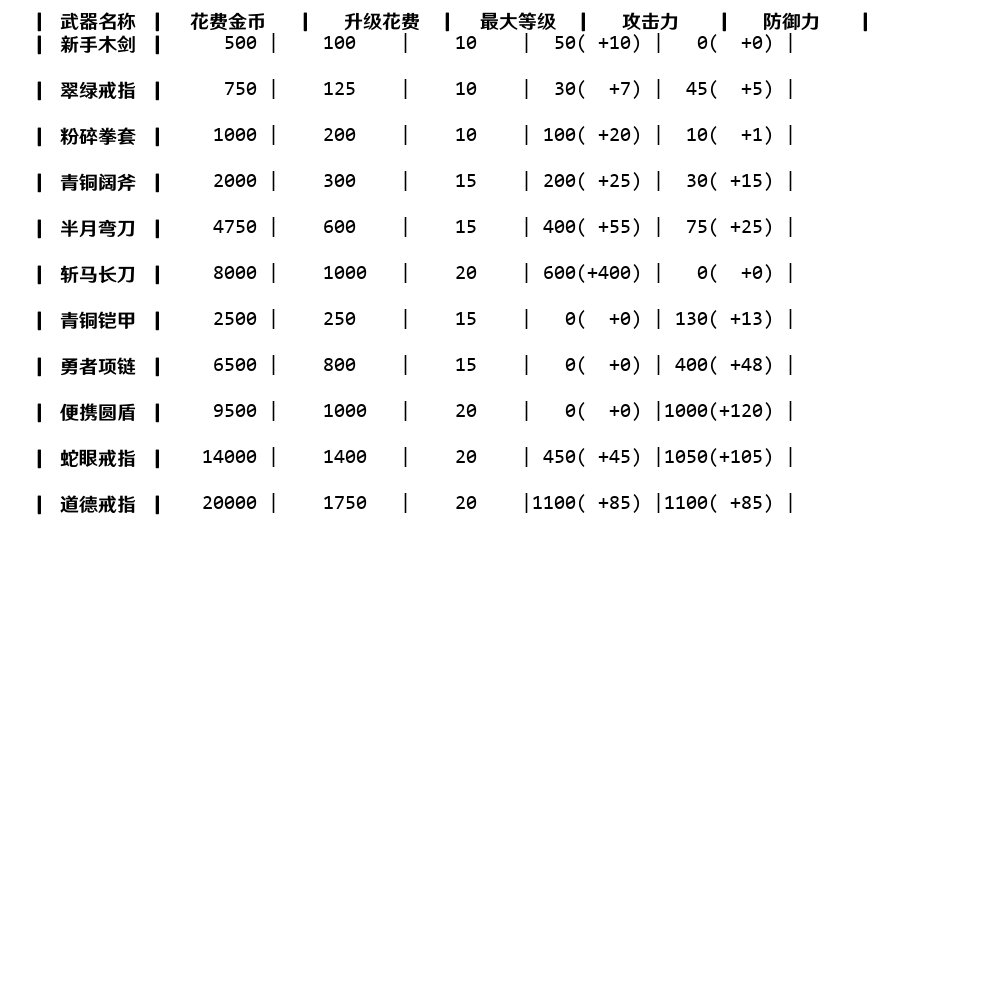 | 武器名称 | 花费金币 | 升级花费 | 最大等级 | 攻击力 | 防御力 |
| 新手木剑 | 500 | 100 | 10 | 50( +10) | 0( +0) |
| 翠绿戒指 | 750 | 125 | 10 | 30( +7) | 45( +5) |
| 粉碎拳套 | 1000 | 200 | 10 | 100( +20) | 10( +1) |
| 青铜阔斧 | 2000 | 300 | 15 | 200( +25) | 30( +15) |
| 半月弯刀 | 4750 | 600 | 15 | 400( +55) | 75( +25) |
| 斩马长刀 | 8000 | 1000 | 20 | 600(+400) | 0( +0) |
| 青铜铠甲 | 2500 | 250 | 15 | 0( +0) | 130( +13) |
| 勇者项链 | 6500 | 800 | 15 | 0( +0) | 400( +48) |
| 便携圆盾 | 9500 | 1000 | 20 | 0( +0) |1000(+120) |
| 蛇眼戒指 | 14000 | 1400 | 20 | 450( +45) |1050(+105) |
| 道德戒指 | 20000 | 1750 | 20 |1100( +85) |1100( +85) |